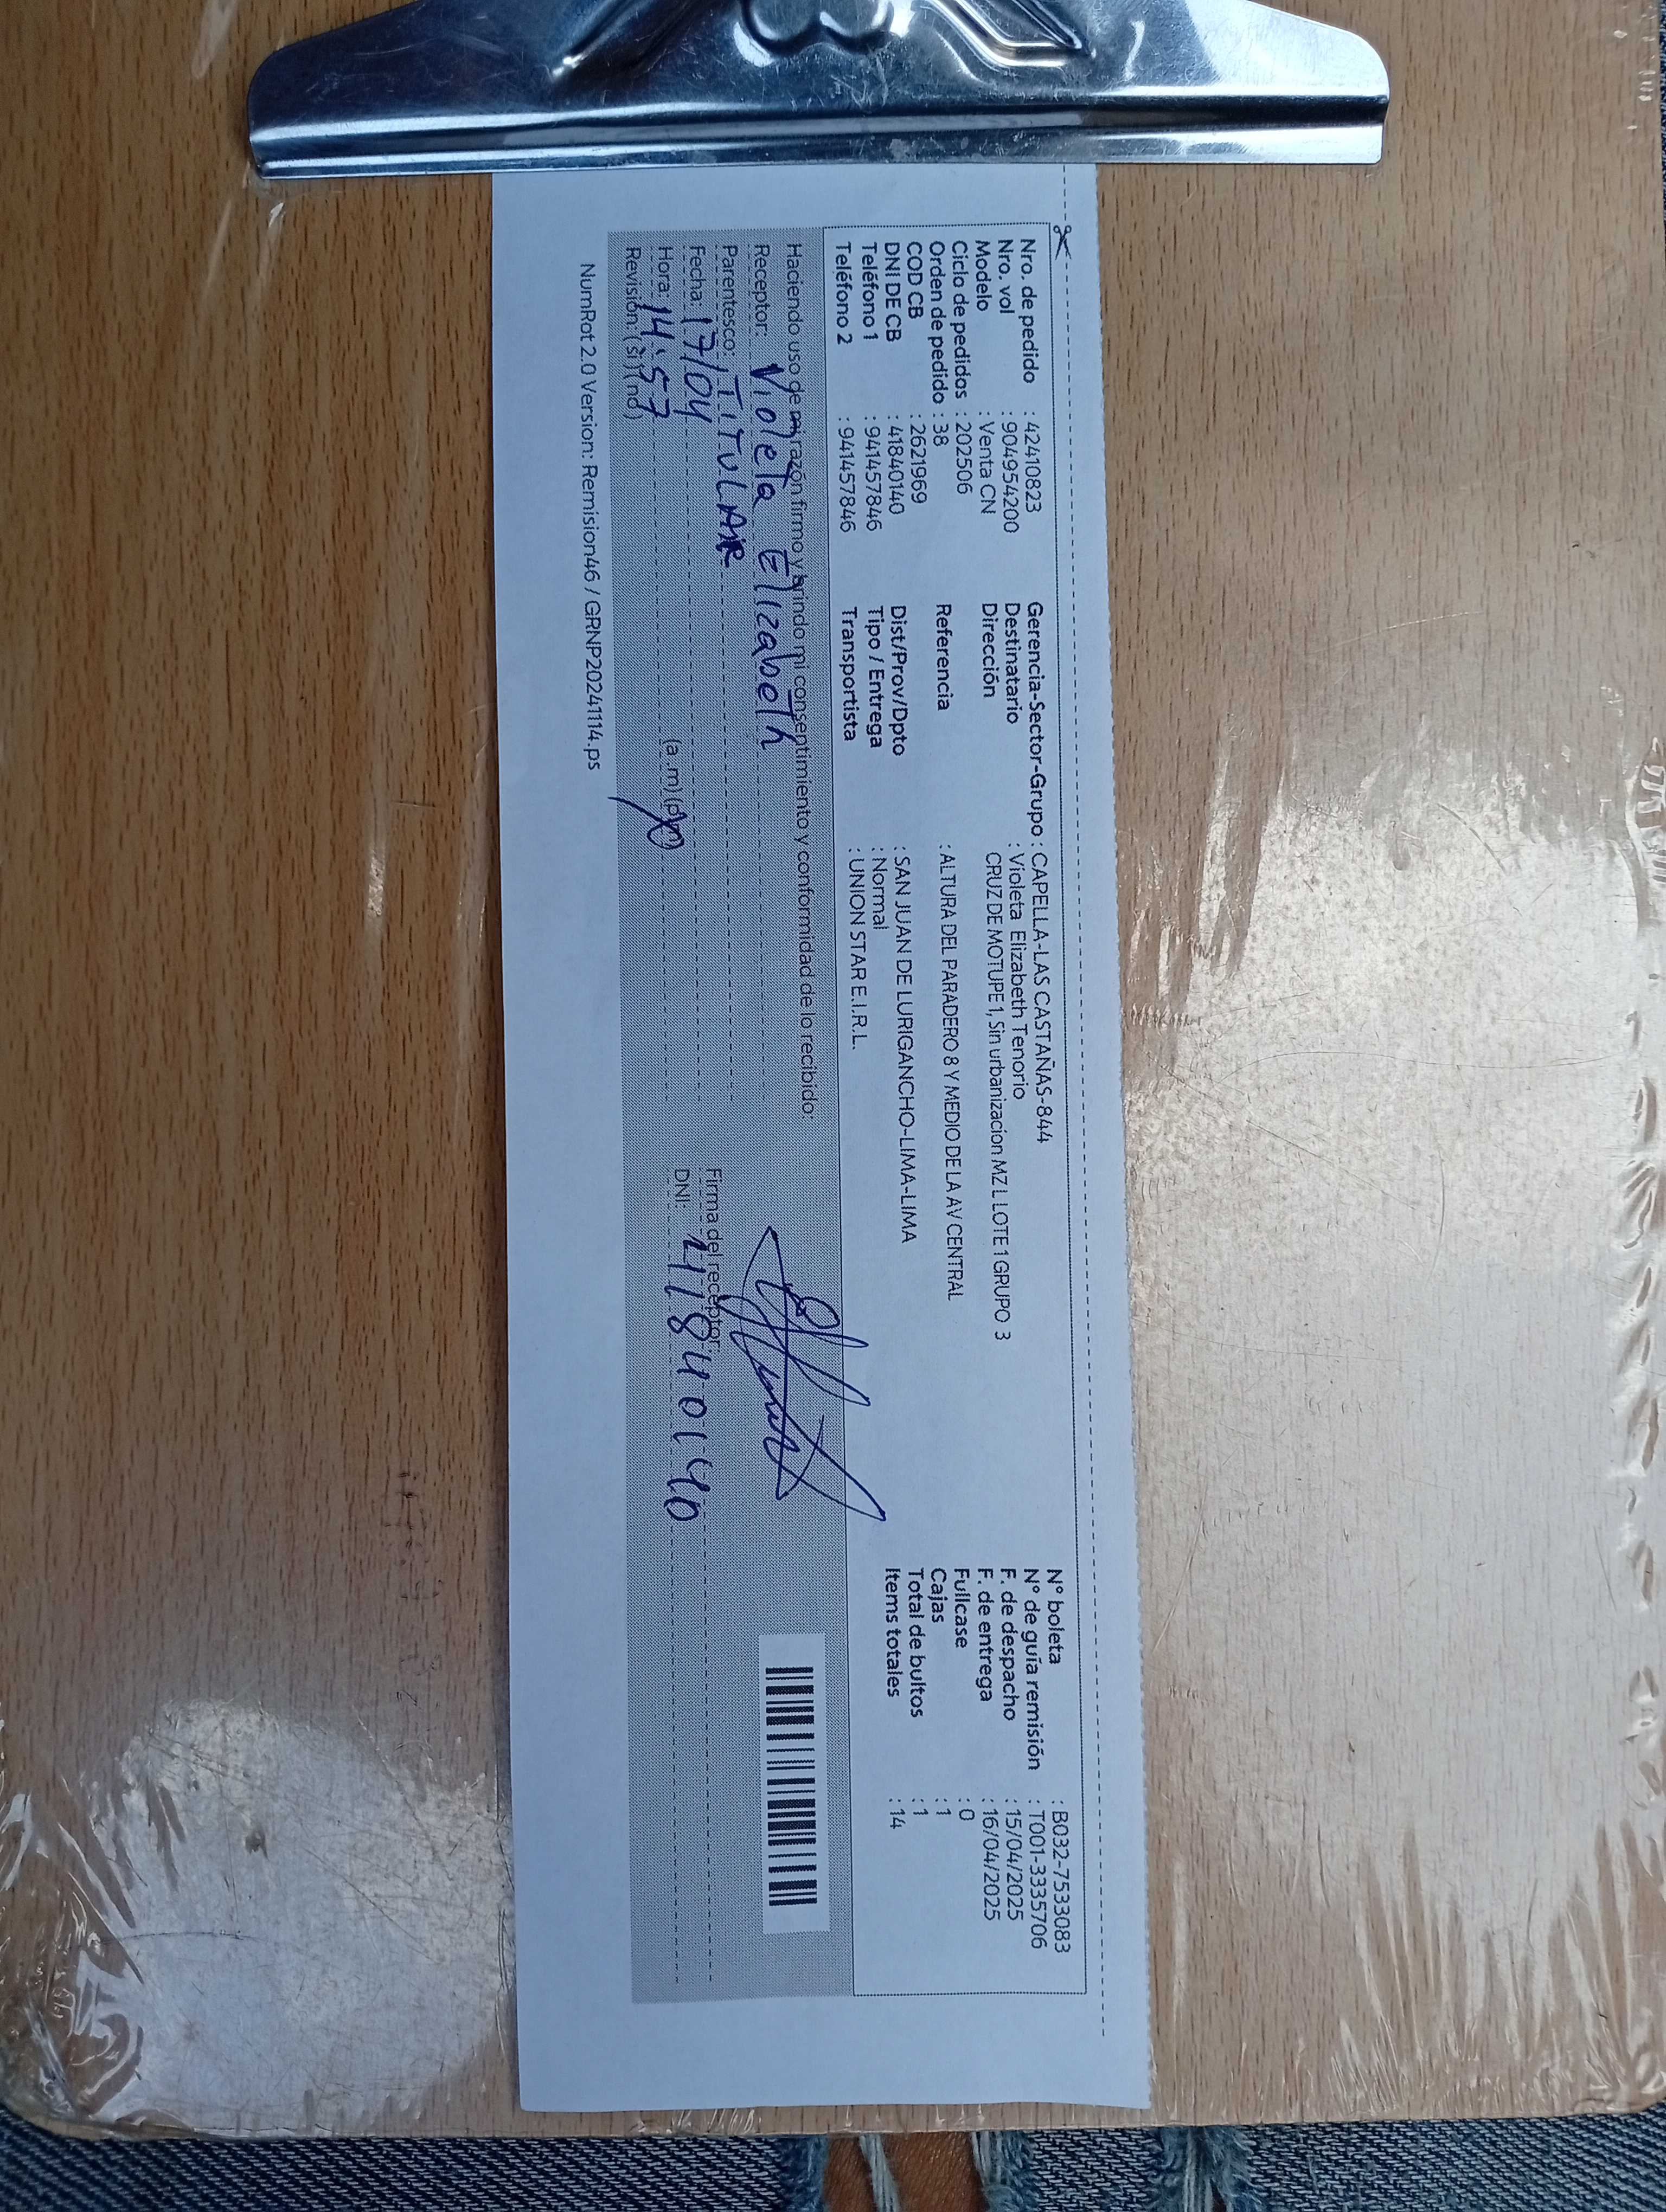 Nro. de pedido : 42410823
Nro. vol : 904954200
Modelo : Venta CN
Ciclo de pedidos : 202506
Orden de pedido : 38
COD CB : 2621969
DNI DE CB : 41840140
Teléfono 1 : 941457846
Teléfono 2 : 941457846
Gerencia-Sector-Grupo : CAPELLA-LAS CASTAÑAS-844
Destinatario : Violeta Elizabeth Tenorio
Dirección CRUZ DE MOTUPE 1, Sin urbanizacion MZ L LOTE 1 GRUPO 3
Referencia : ALTURA DEL PARADERO 8 Y MEDIO DE LA AV CENTRAL
Dist/Prov/Dpto : SAN JUAN DE LURIGANCHO-LIMA-LIMA
Tipo / Entrega : Normal
Transportista : UNION STAR E.I.R.L.
N° boleta : B032-7533083
N° de guía remisión : T001-3335706
F. de despacho : 15/04/2025
F. de entrega : 16/04/2025
Fullcase : 0
Cajas : 1
Total de bultos : 1
Items totales : 14
Haciendo uso de mi razón firmo y brindo mi consentimiento y conformidad de lo recibido:
Receptor: Violeta Elizabeth
Parentesco: TITULAR
Fecha: 17/04
Hora: 14:57 (a.m) (p.m)
Revisión: (si) (no)
Firma del receptor
DNI: 41840140
NumRot 2.0 Version: Remision46 / GRNP20241114.ps